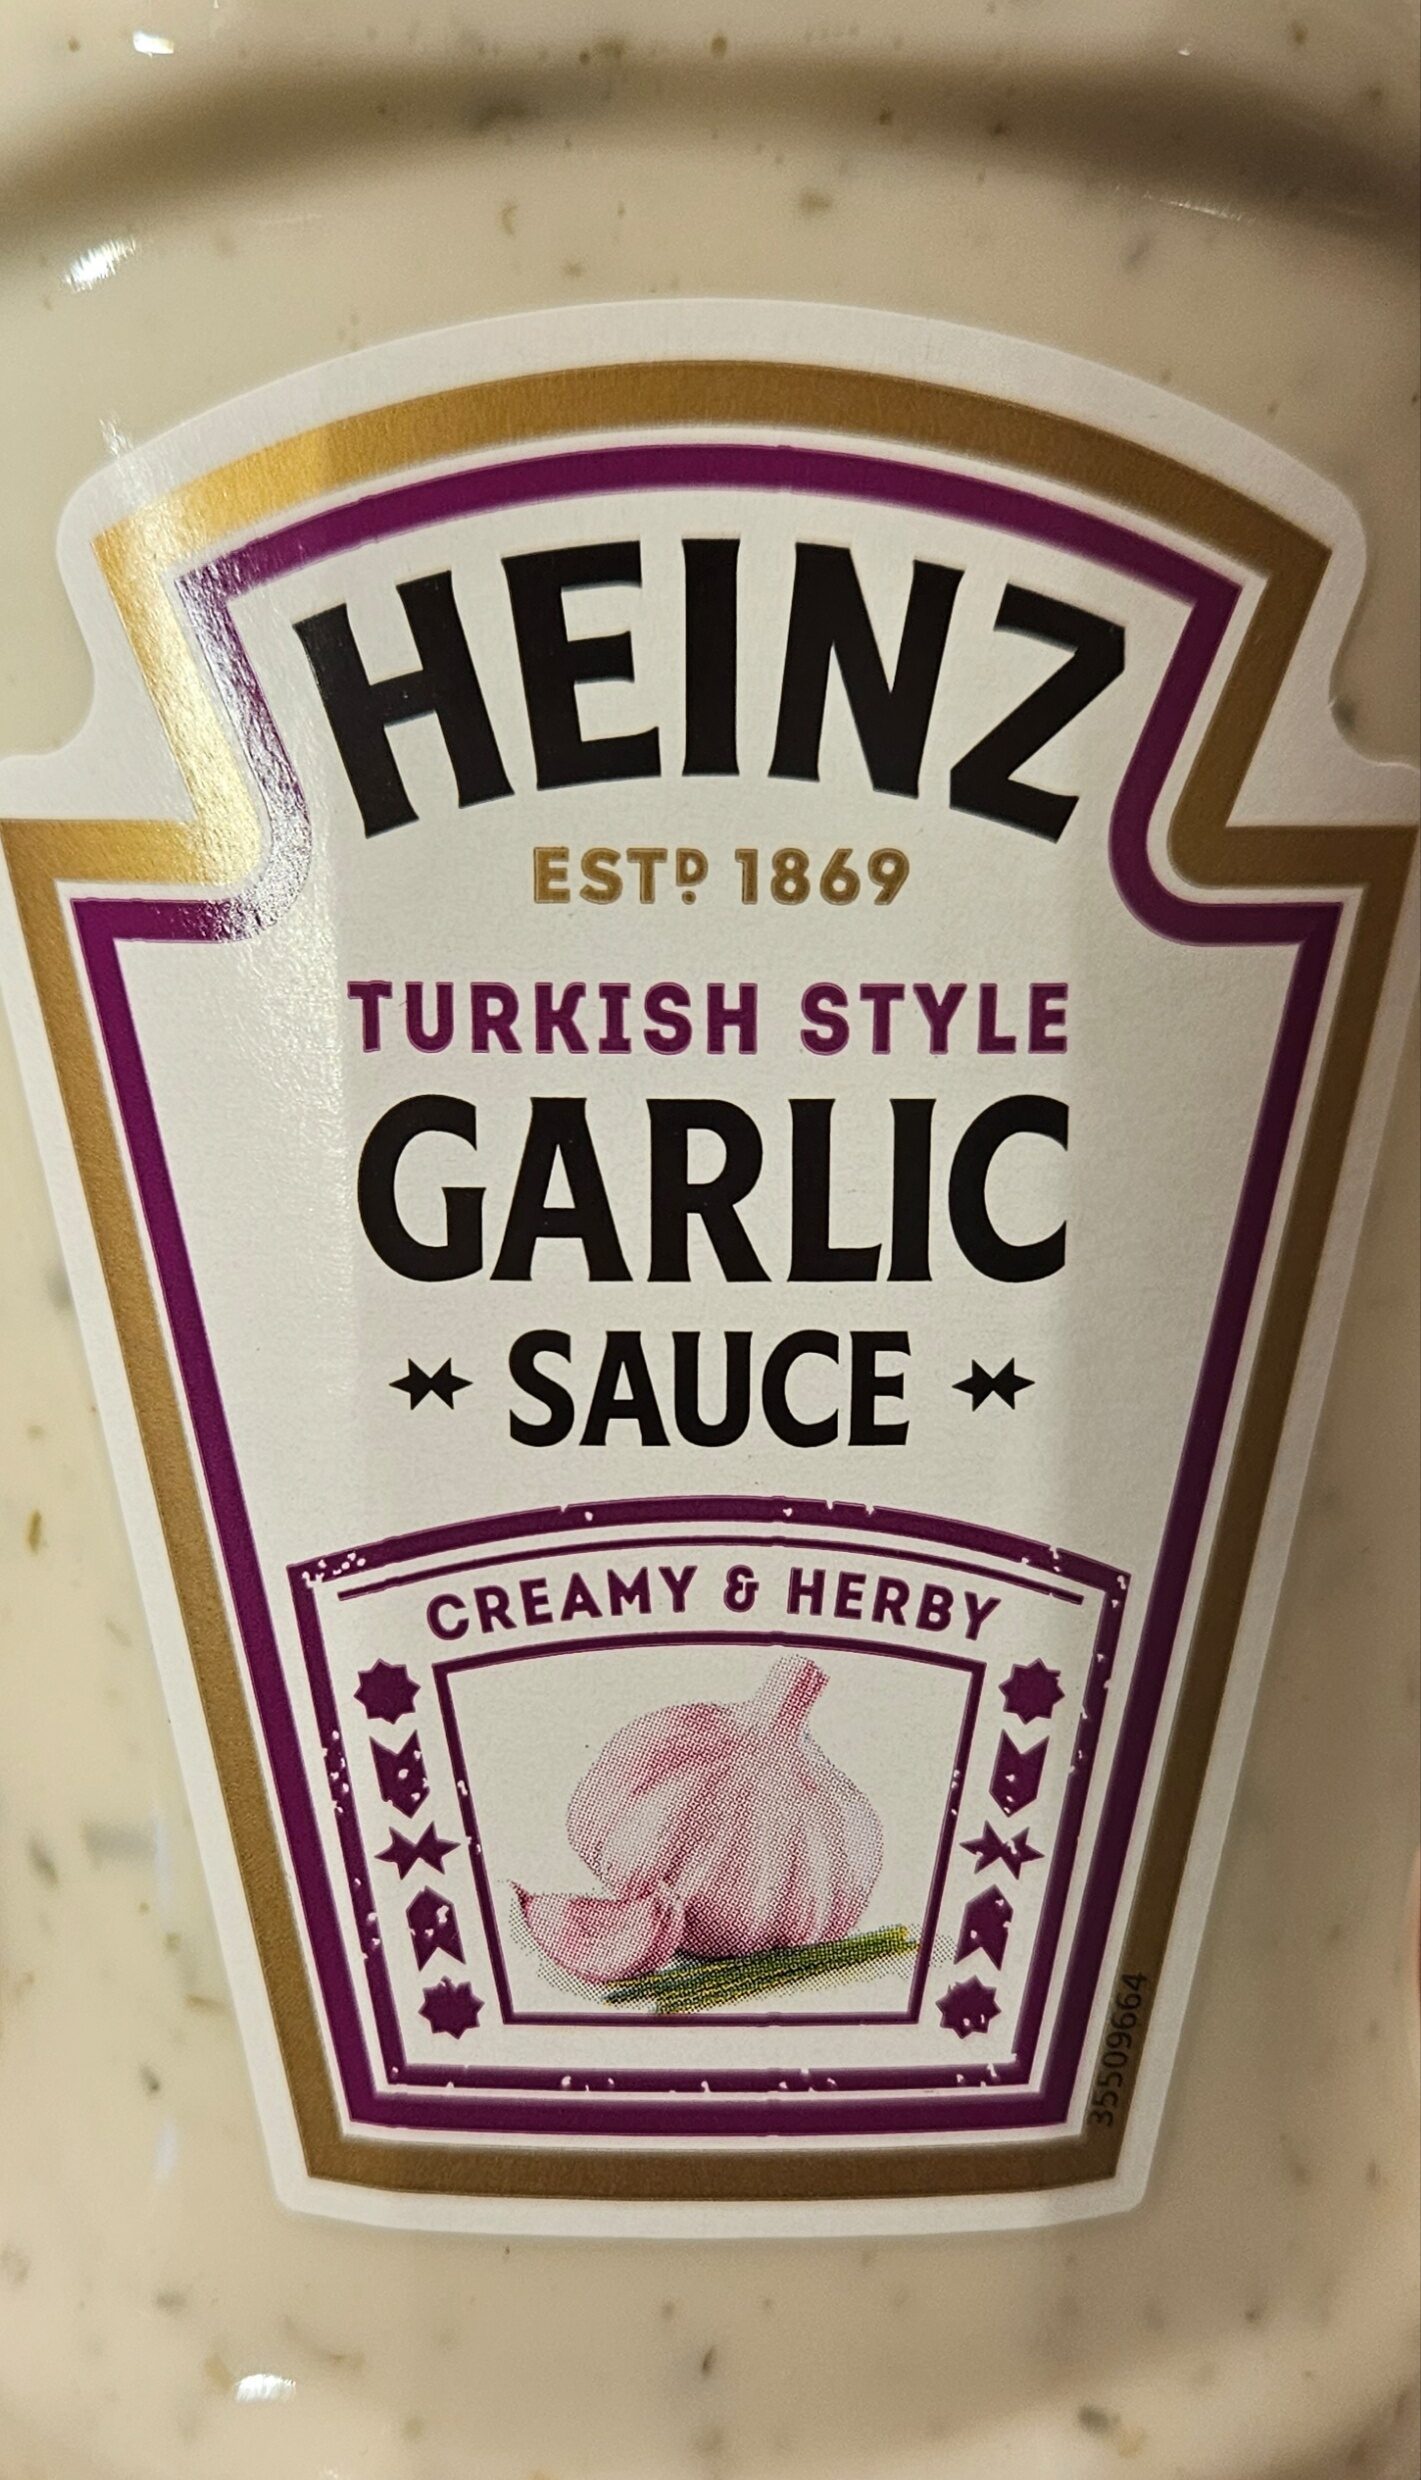 HEINZ
ESTD 1869
TURKISH STYLE
GARLIC
SAUCE
CREAMY & HERBY
35509664